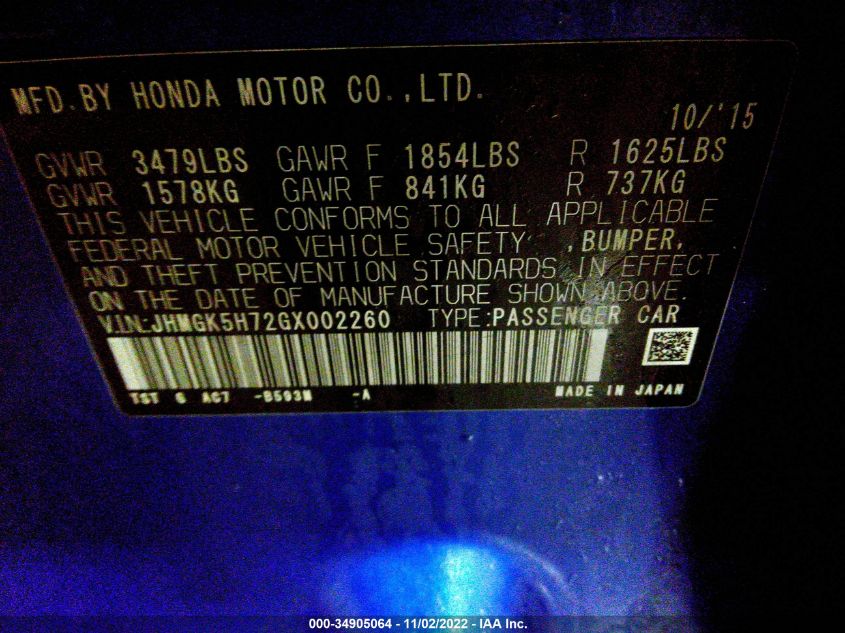 MFD. BY HONDA MOTOR CO., LTD.
10/'15
GVWR 3479LBS GAWR F 1854LBS R 1625LBS
GVWR 1578KG GAWR F 841KG R 737KG
THIS VEHICLE CONFORMS TO ALL APPLICABLE
FEDERAL MOTOR VEHICLE SAFETY , BUMPER,
AND THEFT PREVENTION STANDARDS IN EFFECT
ON THE DATE OF MANUFACTURE SHOWN ABOVE.
VIN:JHMGK5H72GX002260 TYPE:PASSENGER CAR
-B593M -A MADE IN JAPAN
000-34905064 - 11/02/2022 - IAA Inc.